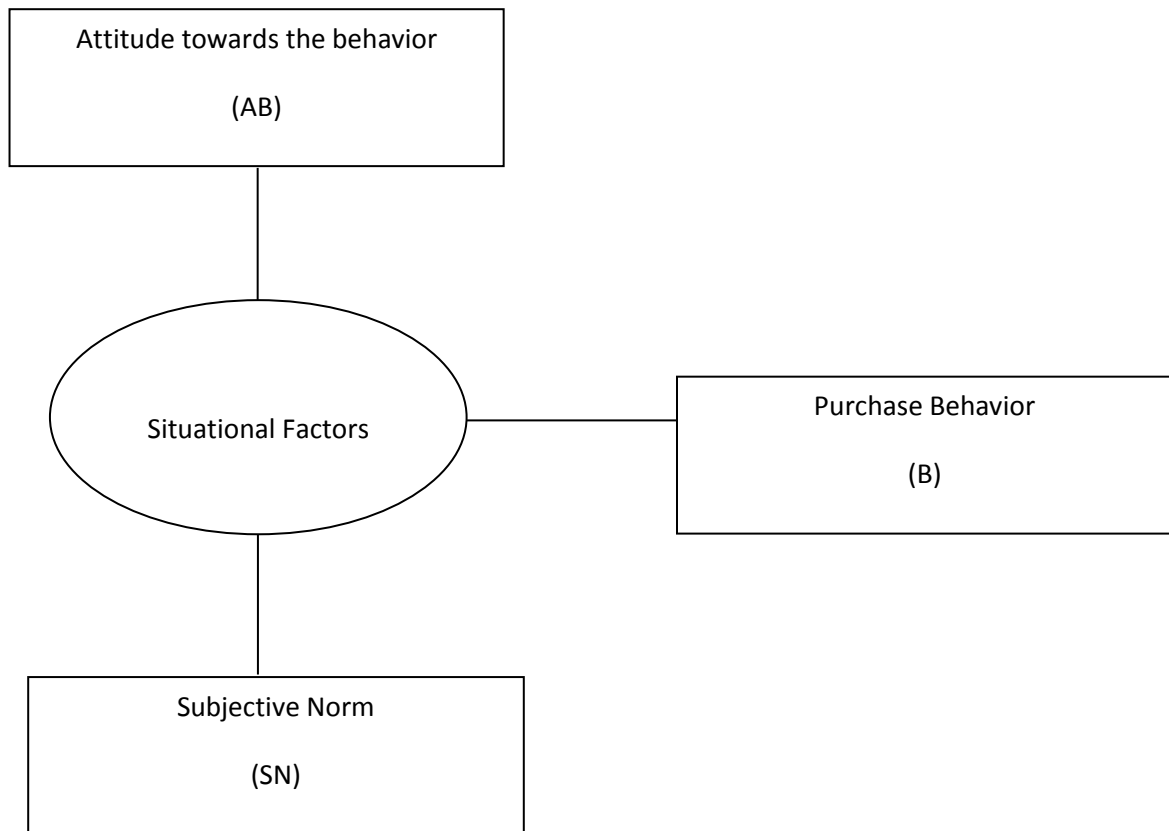 Attitude towards the behavior
(AB)
Situational Factors
Purchase Behavior
(B)
Subjective Norm
(SN)